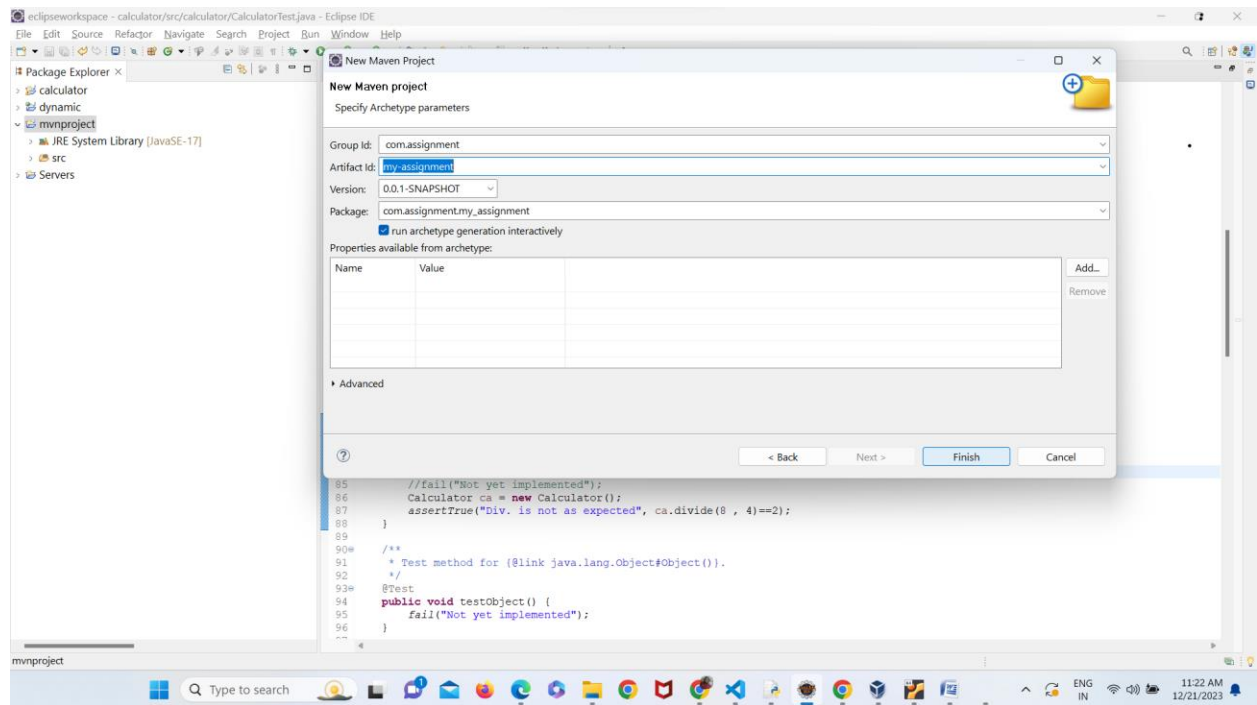 eclipseworkspace - calculator/src/calculator/CalculatorTest.java - Eclipse IDE
File Edit Source Refactor Navigate Search Project Run Window Help
Package Explorer
calculator
dynamic
mvnproject
JRE System Library [JavaSE-17]
src
Servers
New Maven Project
New Maven project
Specify Archetype parameters
Group Id: com.assignment
Artifact Id: my-assignment
Version: 0.0.1-SNAPSHOT
Package: com.assignment.my_assignment
run archetype generation interactively
Properties available from archetype:
Name Value
Add...
Remove
Advanced
< Back Next > Finish Cancel
85 //fail("Not yet implemented");
86 Calculator ca = new Calculator();
87 assertTrue("Div. is not as expected", ca.divide(8 , 4)==2);
88 }
89
90 /**
91 * Test method for {@link java.lang.Object#Object()}.
92 */
93 @Test
94 public void testObject() {
95 fail("Not yet implemented");
96 }
mvnproject
Type to search
ENG
IN
11:22 AM
12/21/2023